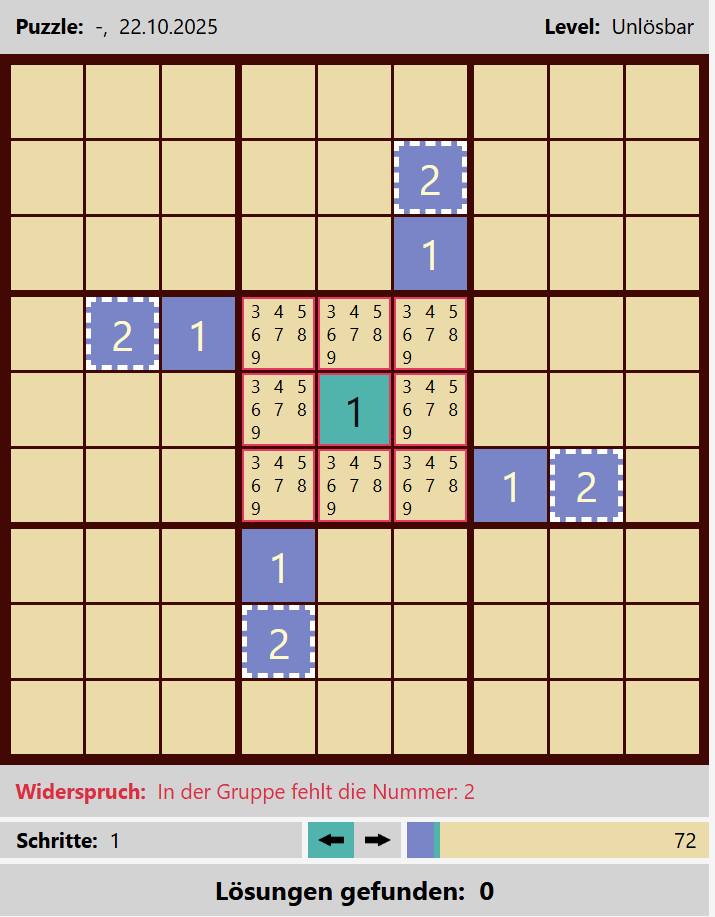 Puzzle: -, 22.10.2025 Level: Unlösbar
2
1
2 1 3 4 5 3 4 5 3 4 5
6 7 8 6 7 8 6 7 8
9 9 9
3 4 5 1 3 4 5
6 7 8 6 7 8
9 9
3 4 5 3 4 5 3 4 5 1 2
6 7 8 6 7 8 6 7 8
9 9 9
1
2
Widerspruch: In der Gruppe fehlt die Nummer: 2
Schritte: 1 72
Lösungen gefunden: 0